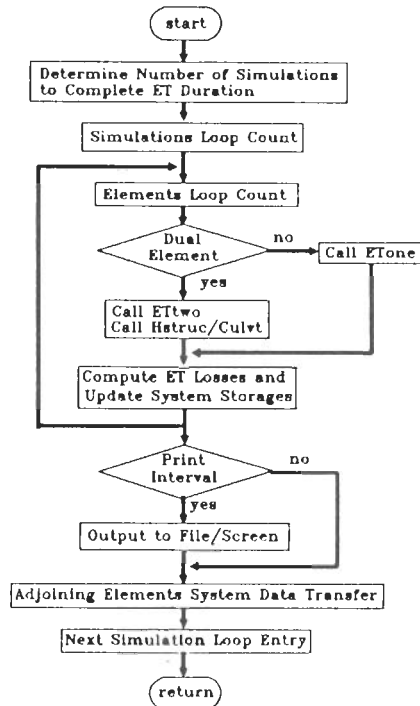 start
Determine Number of Simulations
to Complete ET Duration
Simulations Loop Count
Elements Loop Count
Dual
Element
no
Call ETone
yes
Call ETtwo
Call Hstruc/Culvt
Compute ET Losses and
Update System Storages
Print
Interval
no
yes
Output to File/Screen
Adjoining Elements System Data Transfer
Next Simulation Loop Entry
return